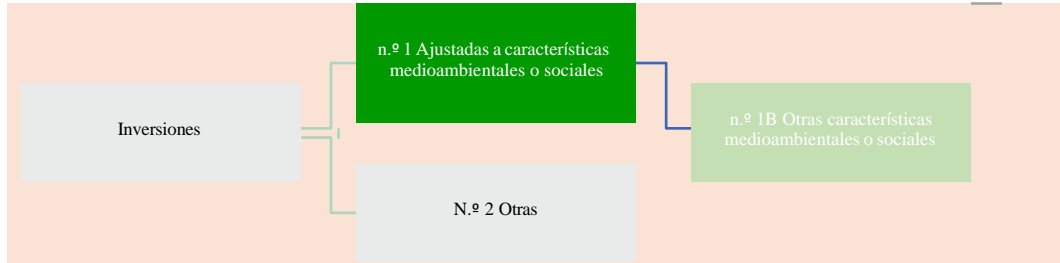 n.º 1 Ajustadas a características
medioambientales o sociales
Inversiones
n.º 1B Otras características
medioambientales o sociales
N.º 2 Otras